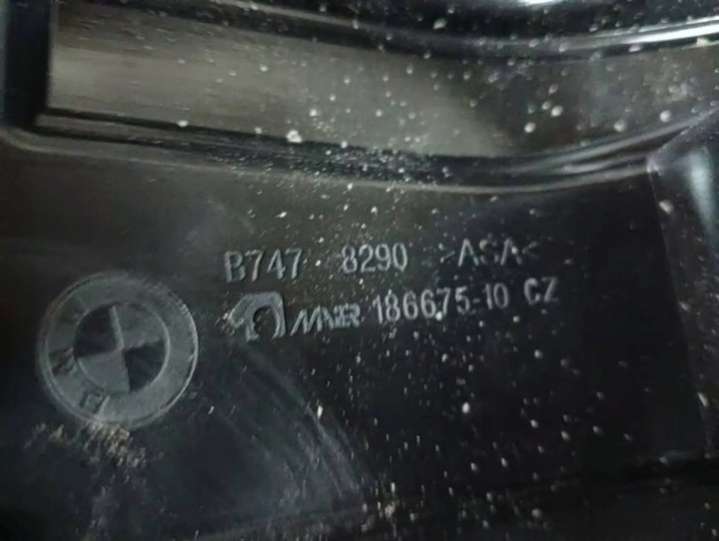 B747 8290 >ASA<
MAIER 186675-10 CZ
BMW